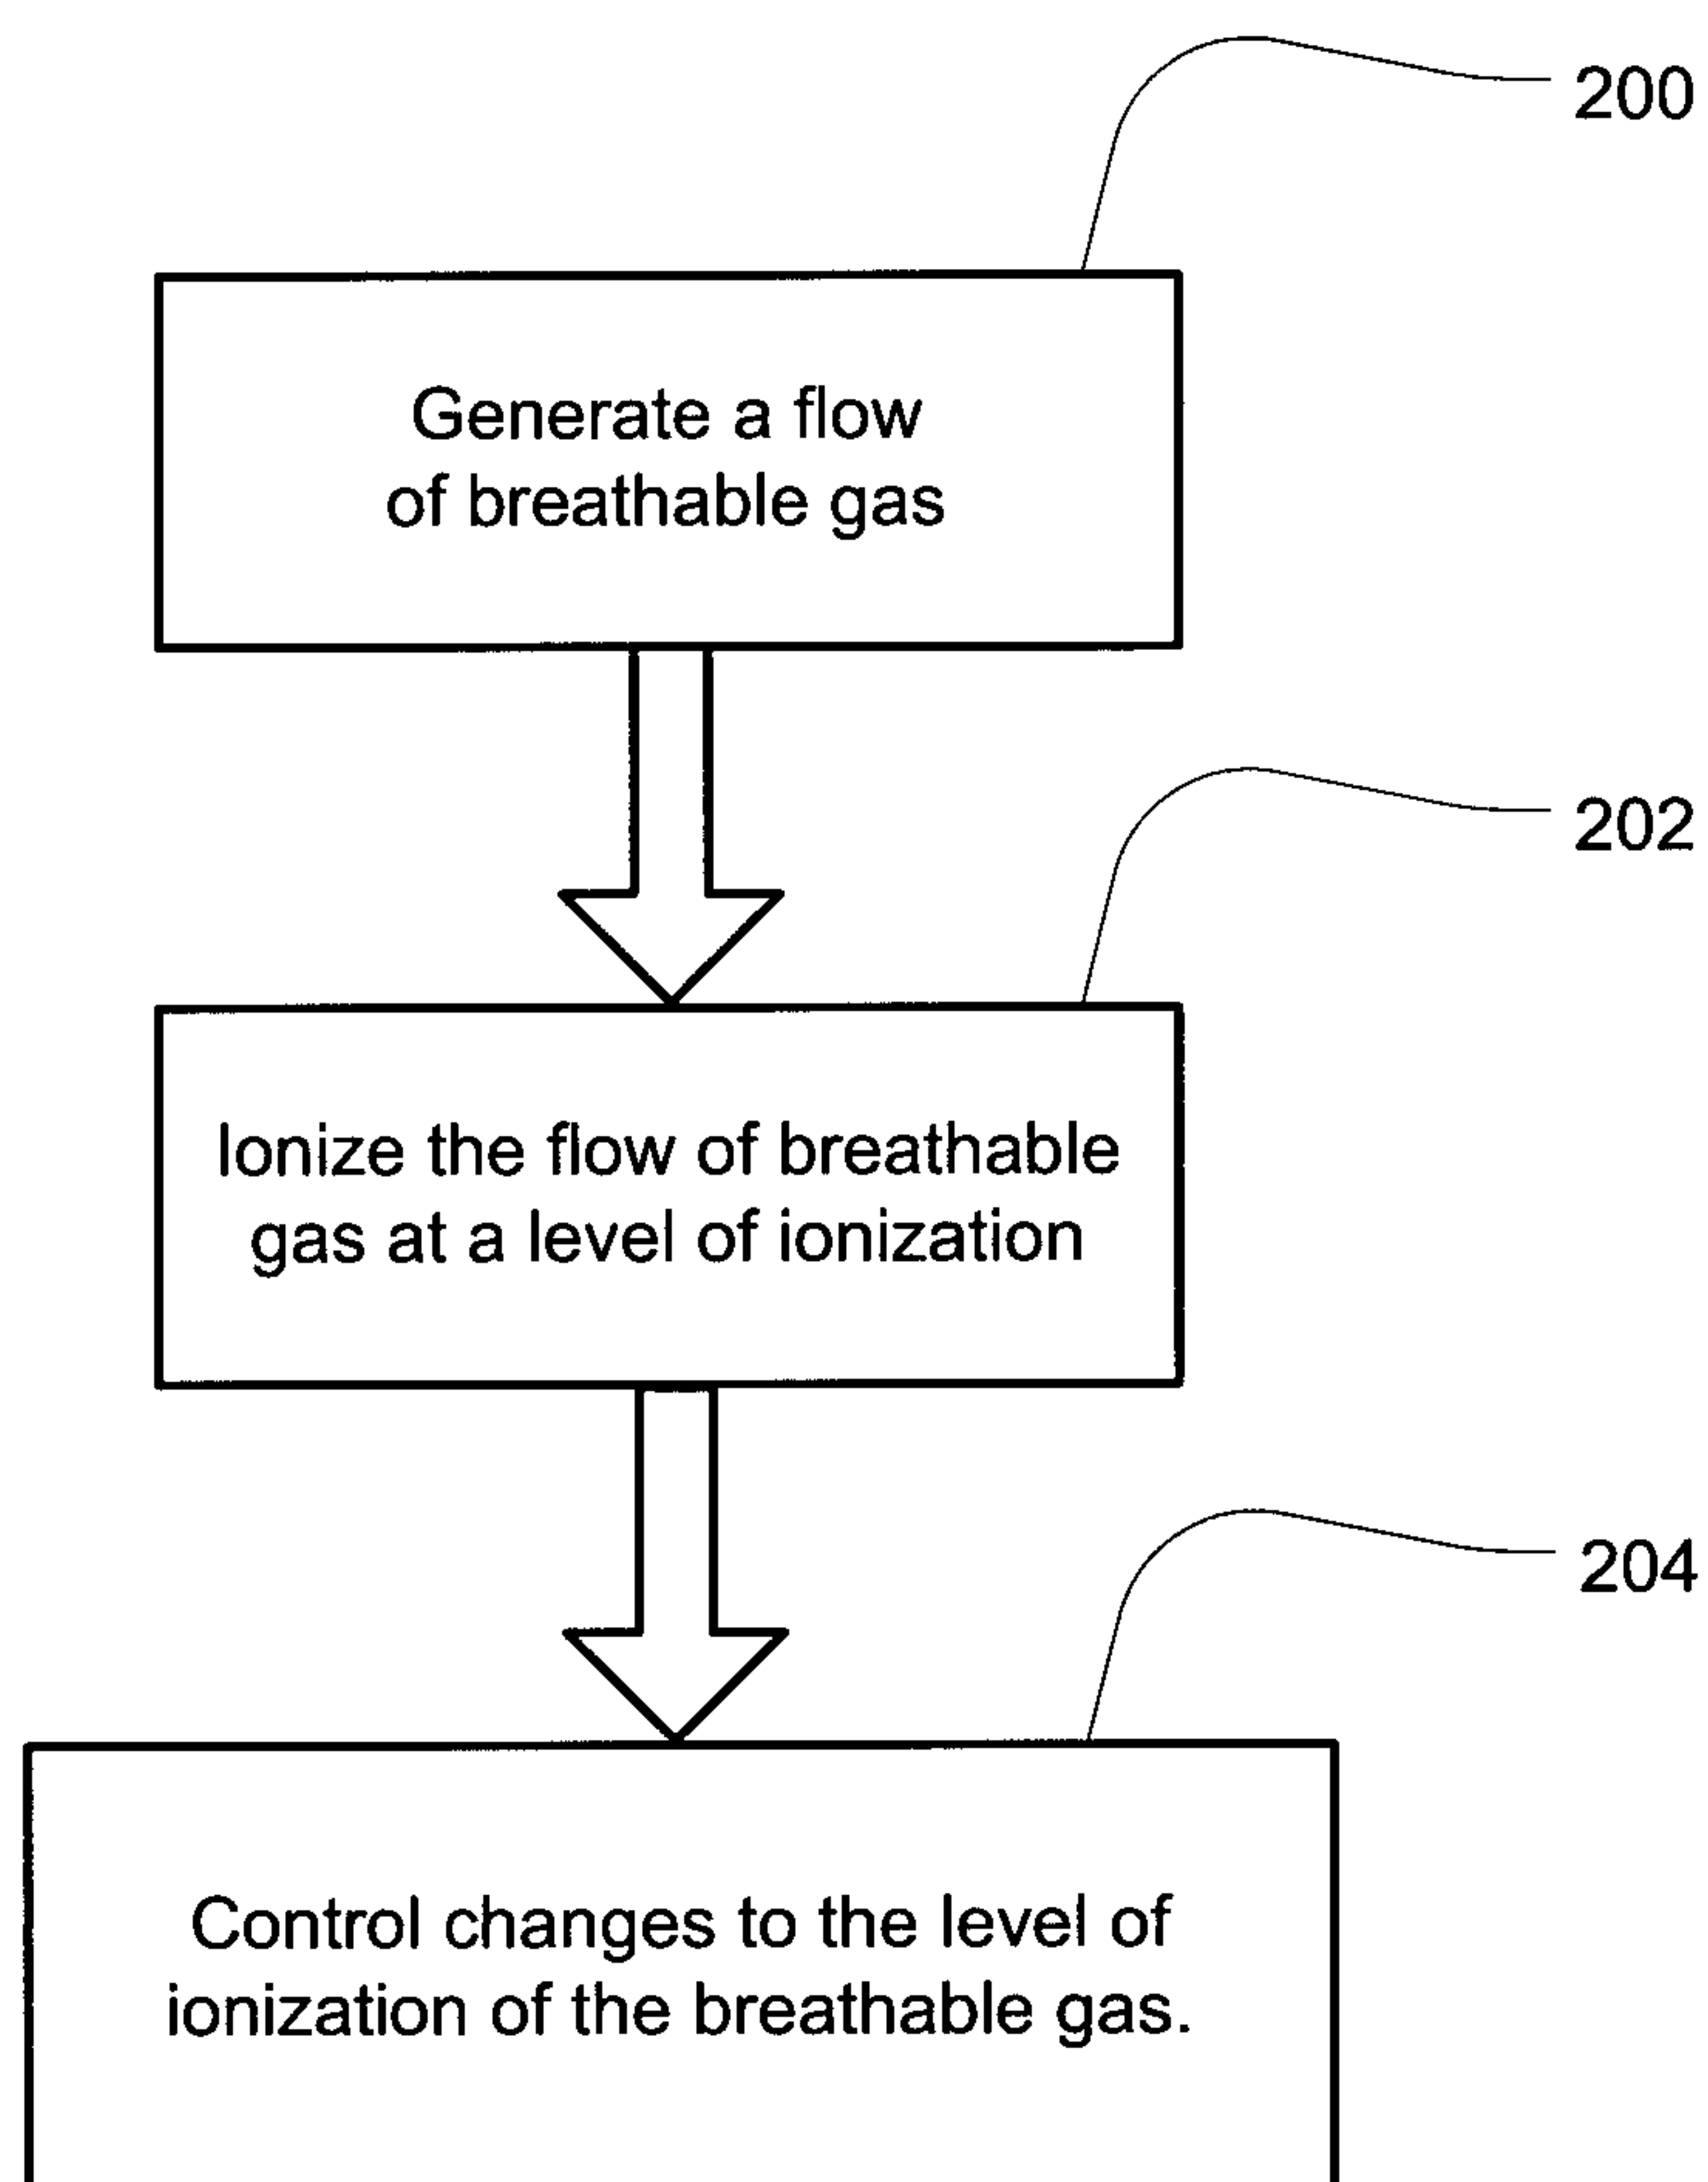 200
Generate a flow
of breathable gas
202
Ionize the flow of breathable
gas at a level of ionization
204
Control changes to the level of
ionization of the breathable gas.